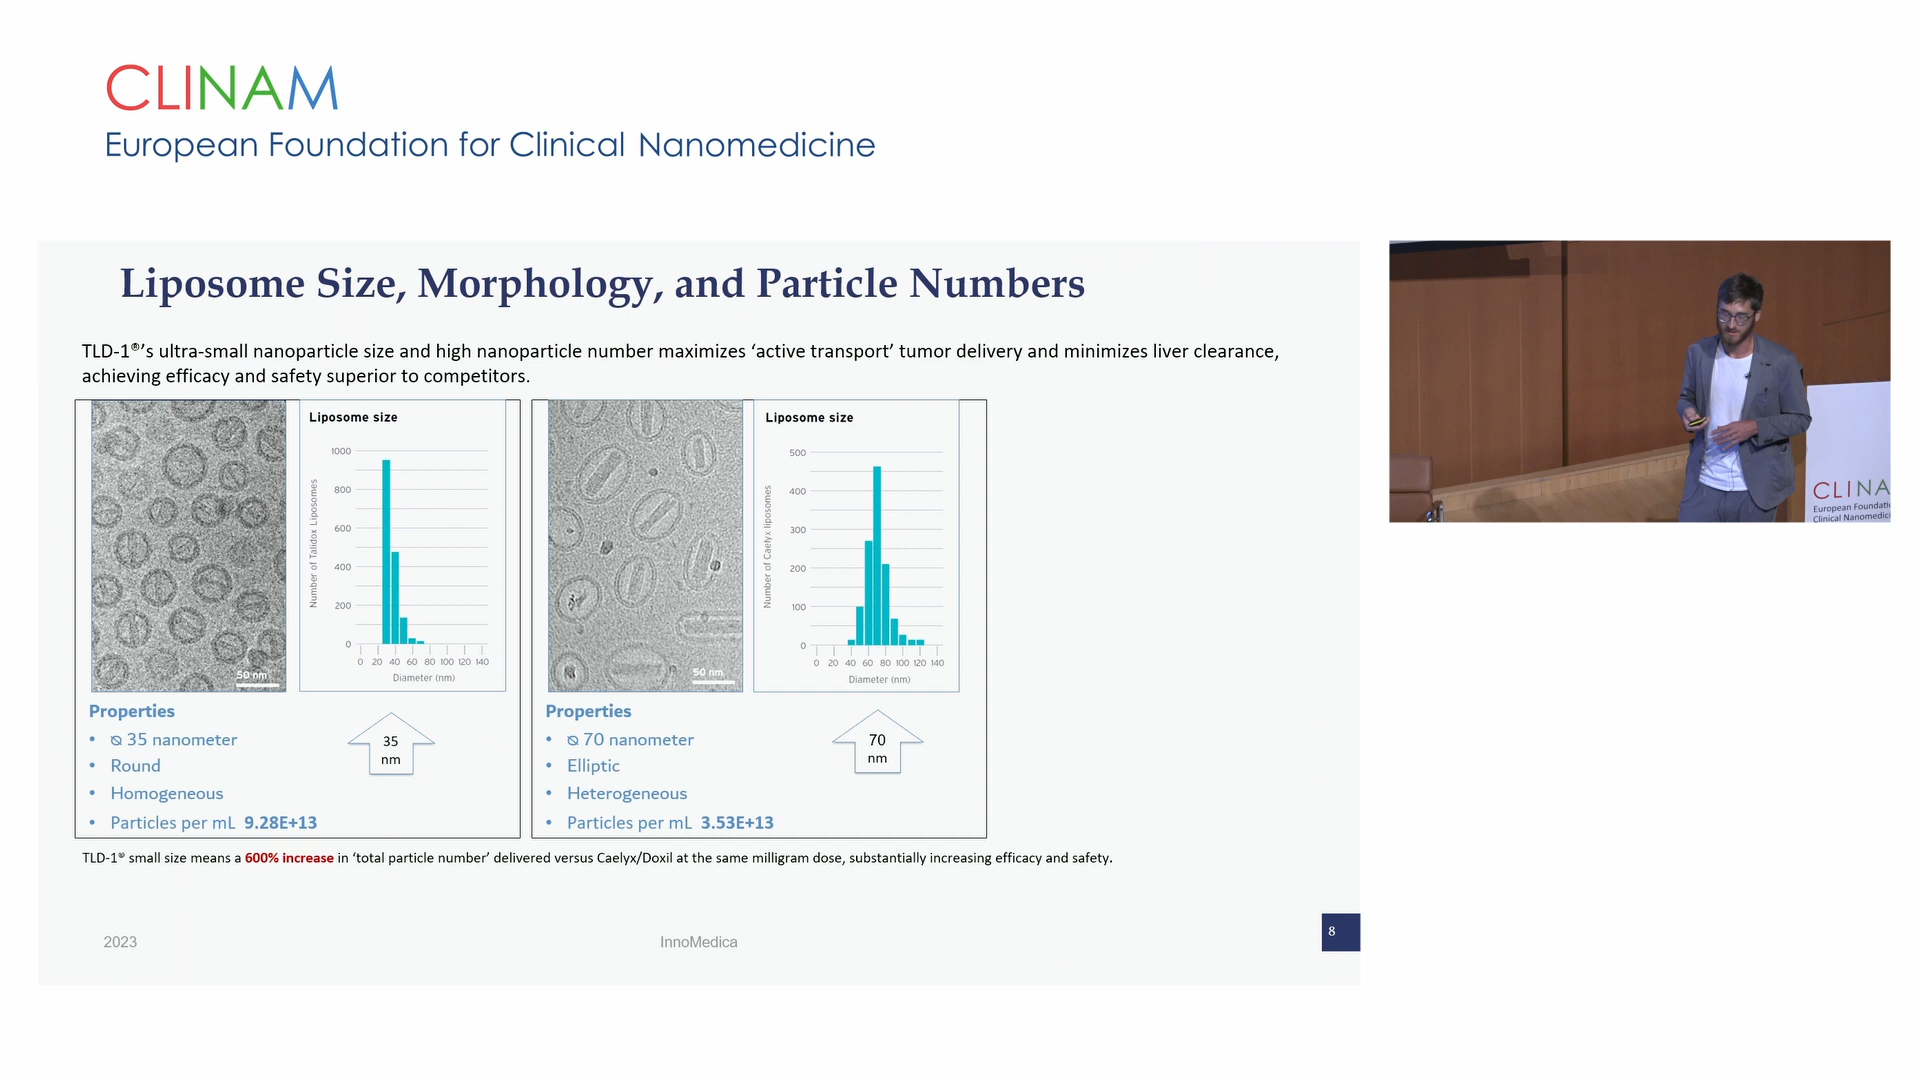 CLINAM
European Foundation for Clinical Nanomedicine
Liposome Size, Morphology, and Particle Numbers
TLD-1®’s ultra-small nanoparticle size and high nanoparticle number maximizes ‘active transport’ tumor delivery and minimizes liver clearance,
achieving efficacy and safety superior to competitors.
50 nm
Liposome size
Number of Talidox Liposomes
1000
800
600
400
200
0
0 20 40 60 80 100 120 140
Diameter (nm)
Properties
• ⦰ 35 nanometer
• Round
• Homogeneous
• Particles per mL 9.28E+13
35
nm
50 nm
Liposome size
Number of Caelyx liposomes
500
400
300
200
100
0
0 20 40 60 80 100 120 140
Diameter (nm)
Properties
• ⦰ 70 nanometer
• Elliptic
• Heterogeneous
• Particles per mL 3.53E+13
70
nm
TLD-1® small size means a 600% increase in ‘total particle number’ delivered versus Caelyx/Doxil at the same milligram dose, substantially increasing efficacy and safety.
2023
InnoMedica
8
CLINA
European Foundatio
Clinical Nanomedici